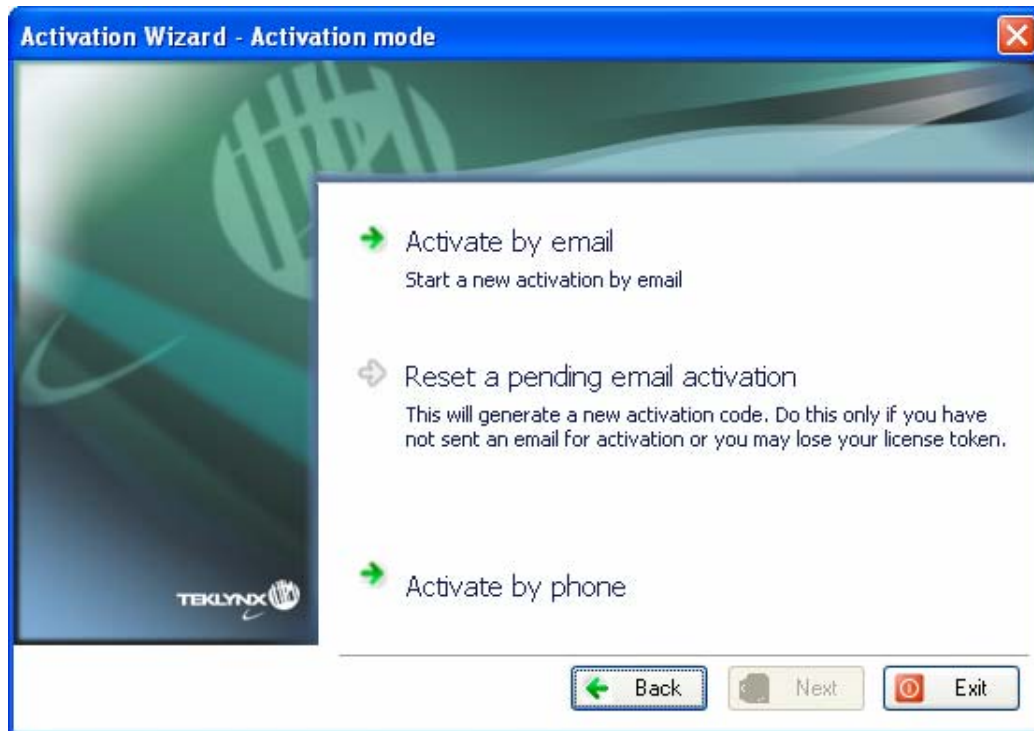 Activation Wizard - Activation mode
Activate by email
Start a new activation by email
Reset a pending email activation
This will generate a new activation code. Do this only if you have
not sent an email for activation or you may lose your license token.
Activate by phone
TEKLYNX
Back
Next
Exit